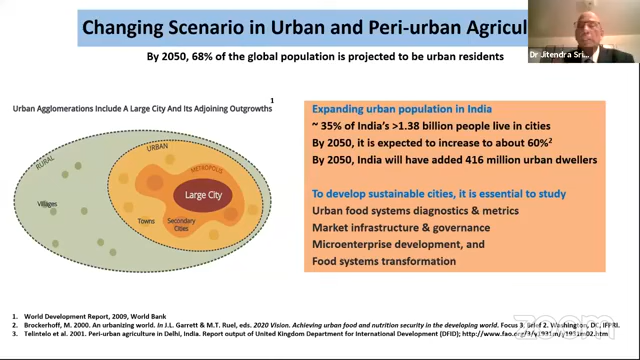 Changing Scenario in Urban and Peri-urban Agricul
By 2050, 68% of the global population is projected to be urban residents
Dr Jitendra Sri...
1
Urban Agglomerations Include A Large City And Its Adjoining Outgrowths
RURAL
URBAN
METROPOLIS
Large City
Villages
Towns
Secondary
Cities
Expanding urban population in India
~ 35% of India's >1.38 billion people live in cities
By 2050, it is expected to increase to about 60%2
By 2050, India will have added 416 million urban dwellers
To develop sustainable cities, it is essential to study
Urban food systems diagnostics & metrics
Market infrastructure & governance
Microenterprise development, and
Food systems transformation
1. World Development Report, 2009, World Bank
2. Brockerhoff, M. 2000. An urbanizing world. In J.L. Garrett & M.T. Ruel, eds. 2020 Vision. Achieving urban food and nutrition security in the developing world. Focus 3, Brief 2. Washington, DC, IFPRI.
3. Telintelo et al. 2001. Peri-urban agriculture in Delhi, India. Report output of United Kingdom Department for International Development (DFID); http://www.fao.org/3/y1931m/y1931m02.htm
zoom